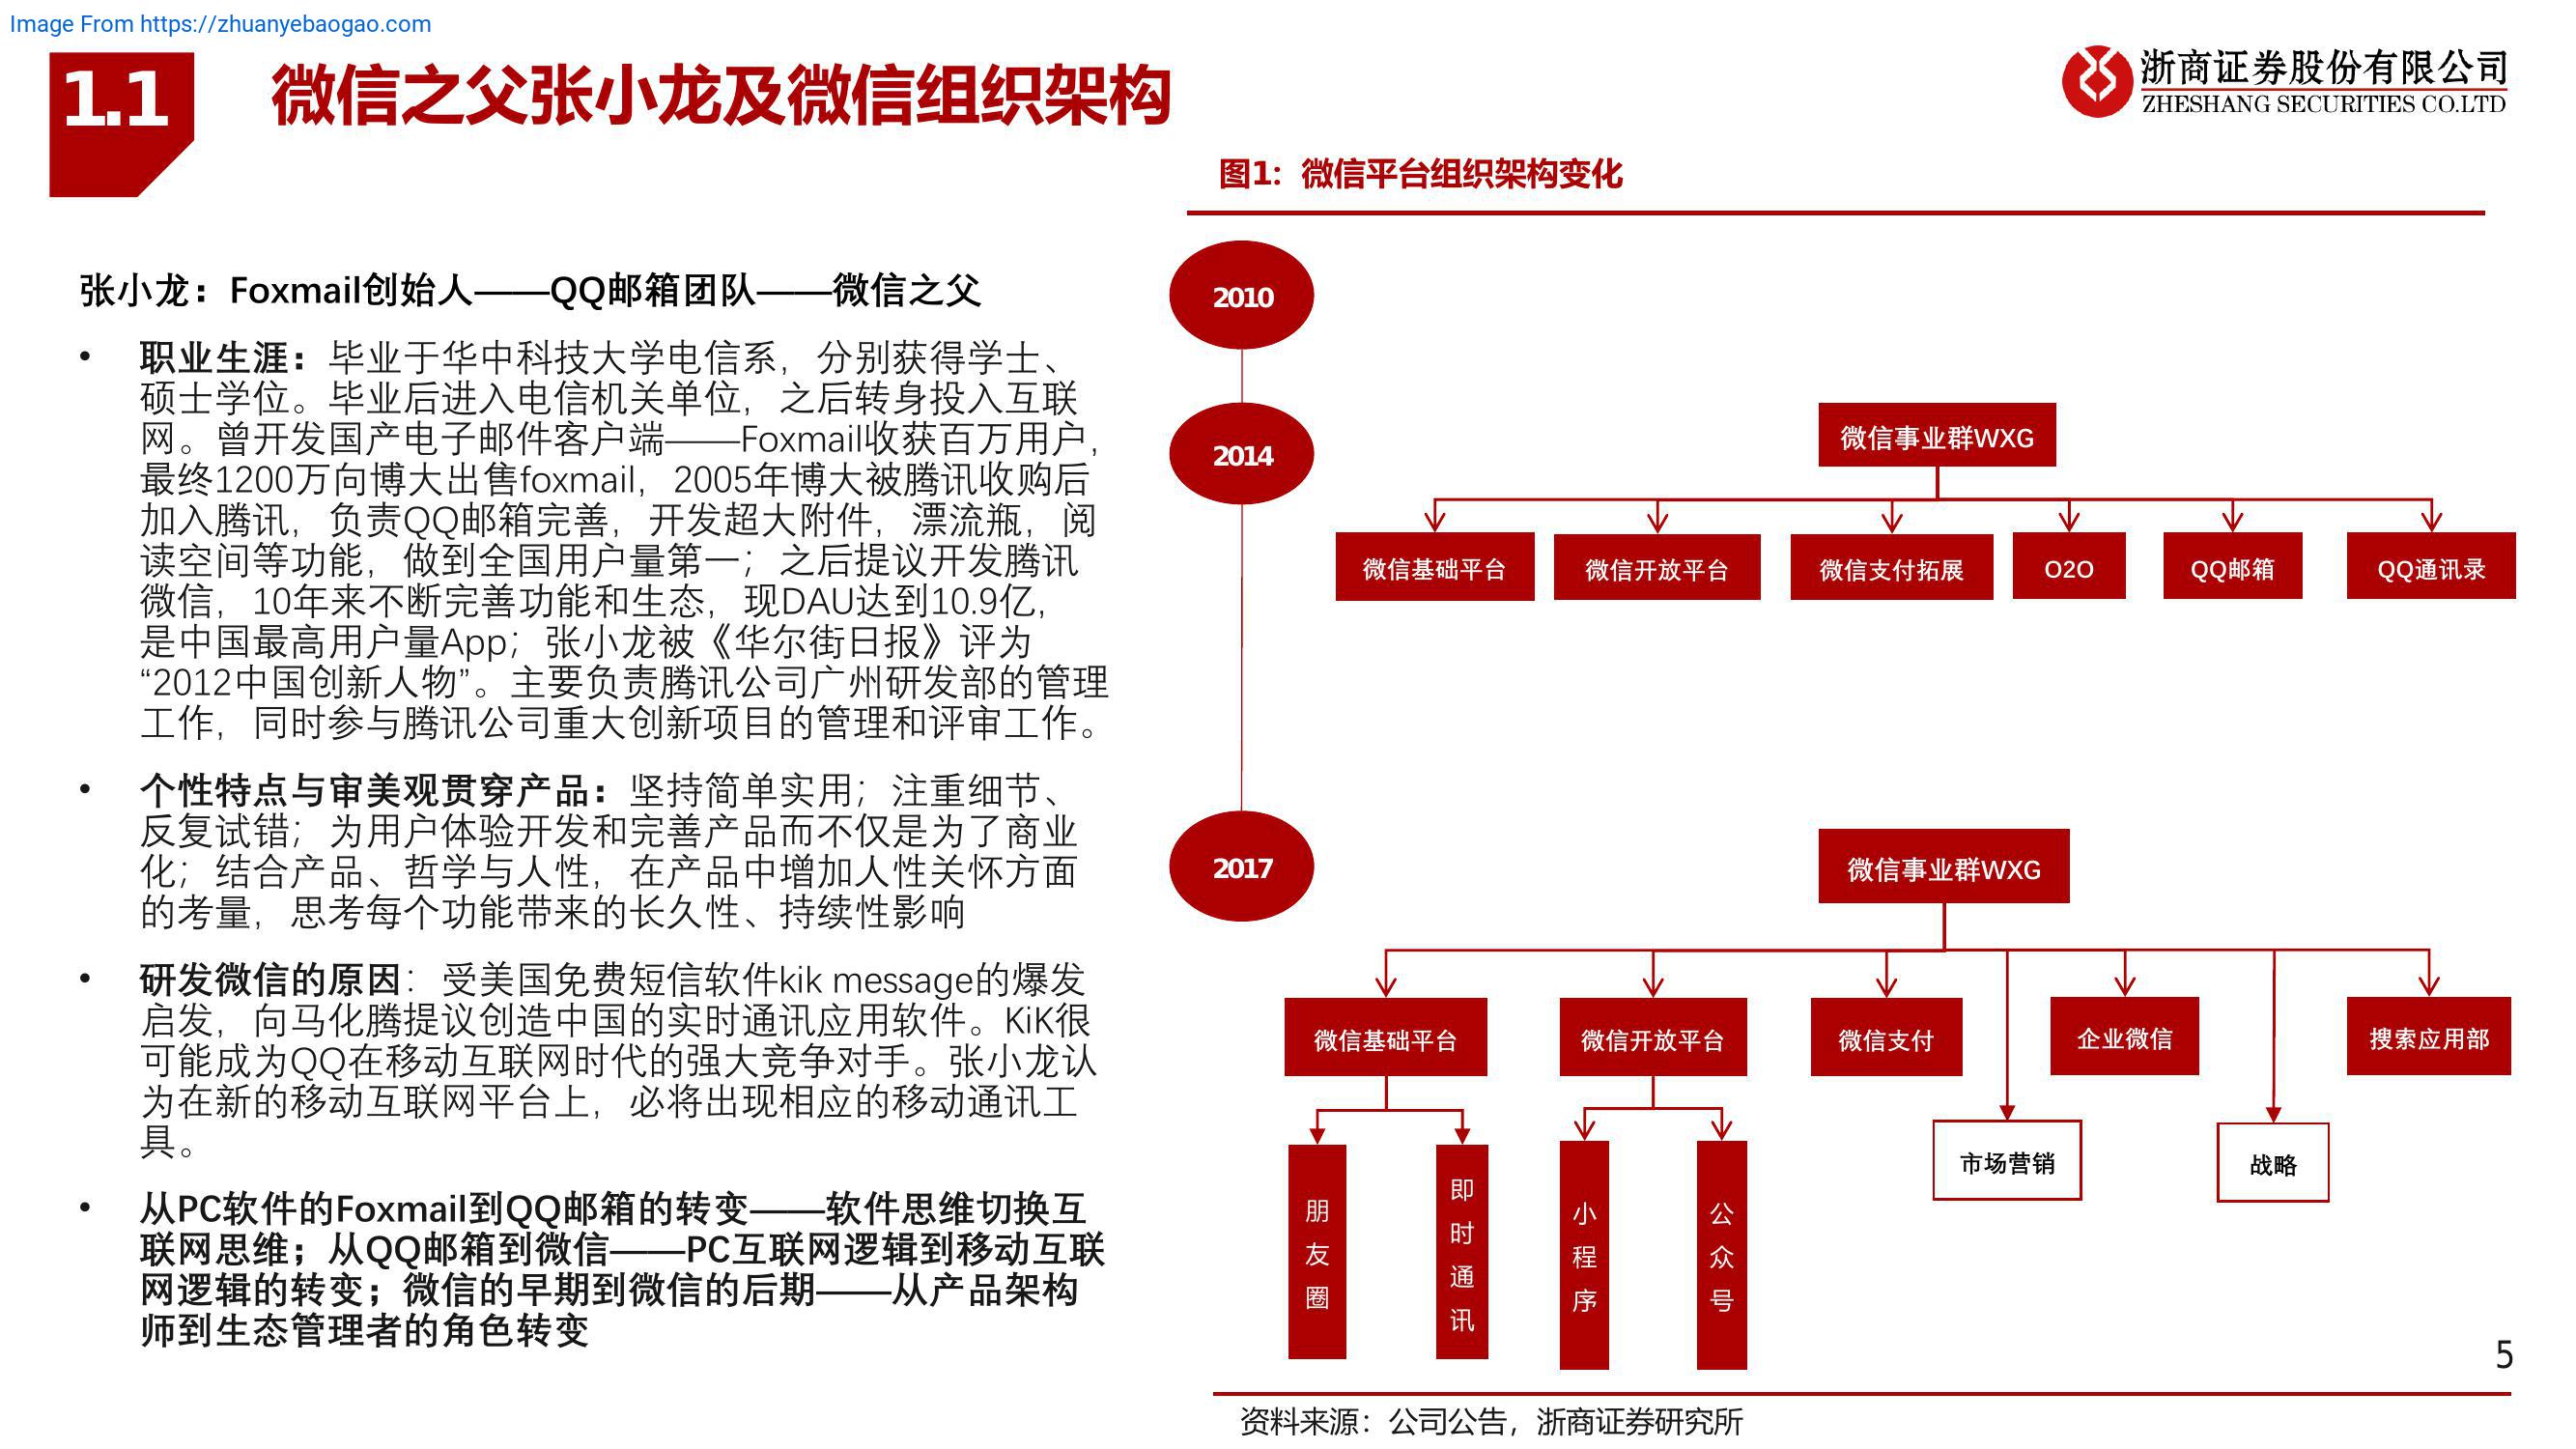 Image From https://zhuanyebaogao.com
1.1
微信之父张小龙及微信组织架构
浙商证券股份有限公司
ZHESHANG SECURITIES CO.LTD
张小龙：Foxmail创始人——QQ邮箱团队——微信之父
• 职业生涯：毕业于华中科技大学电信系，分别获得学士、
硕士学位。毕业后进入电信机关单位，之后转身投入互联
网。曾开发国产电子邮件客户端——Foxmail收获百万用户，
最终1200万向博大出售foxmail，2005年博大被腾讯收购后
加入腾讯，负责QQ邮箱完善，开发超大附件，漂流瓶，阅
读空间等功能，做到全国用户量第一；之后提议开发腾讯
微信，10年来不断完善功能和生态，现DAU达到10.9亿，
是中国最高用户量App；张小龙被《华尔街日报》评为
“2012中国创新人物”。主要负责腾讯公司广州研发部的管理
工作，同时参与腾讯公司重大创新项目的管理和评审工作。
• 个性特点与审美观贯穿产品：坚持简单实用；注重细节、
反复试错；为用户体验开发和完善产品而不仅是为了商业
化；结合产品、哲学与人性，在产品中增加人性关怀方面
的考量，思考每个功能带来的长久性、持续性影响
• 研发微信的原因：受美国免费短信软件kik message的爆发
启发，向马化腾提议创造中国的实时通讯应用软件。KiK很
可能成为QQ在移动互联网时代的强大竞争对手。张小龙认
为在新的移动互联网平台上，必将出现相应的移动通讯工
具。
• 从PC软件的Foxmail到QQ邮箱的转变——软件思维切换互
联网思维；从QQ邮箱到微信——PC互联网逻辑到移动互联
网逻辑的转变；微信的早期到微信的后期——从产品架构
师到生态管理者的角色转变
图1：微信平台组织架构变化
2010
2014
微信事业群WXG
微信基础平台
微信开放平台
微信支付拓展
O2O
QQ邮箱
QQ通讯录
2017
微信事业群WXG
微信基础平台
微信开放平台
微信支付
企业微信
搜索应用部
市场营销
战略
朋友圈
即时通讯
小程序
公众号
5
资料来源：公司公告，浙商证券研究所